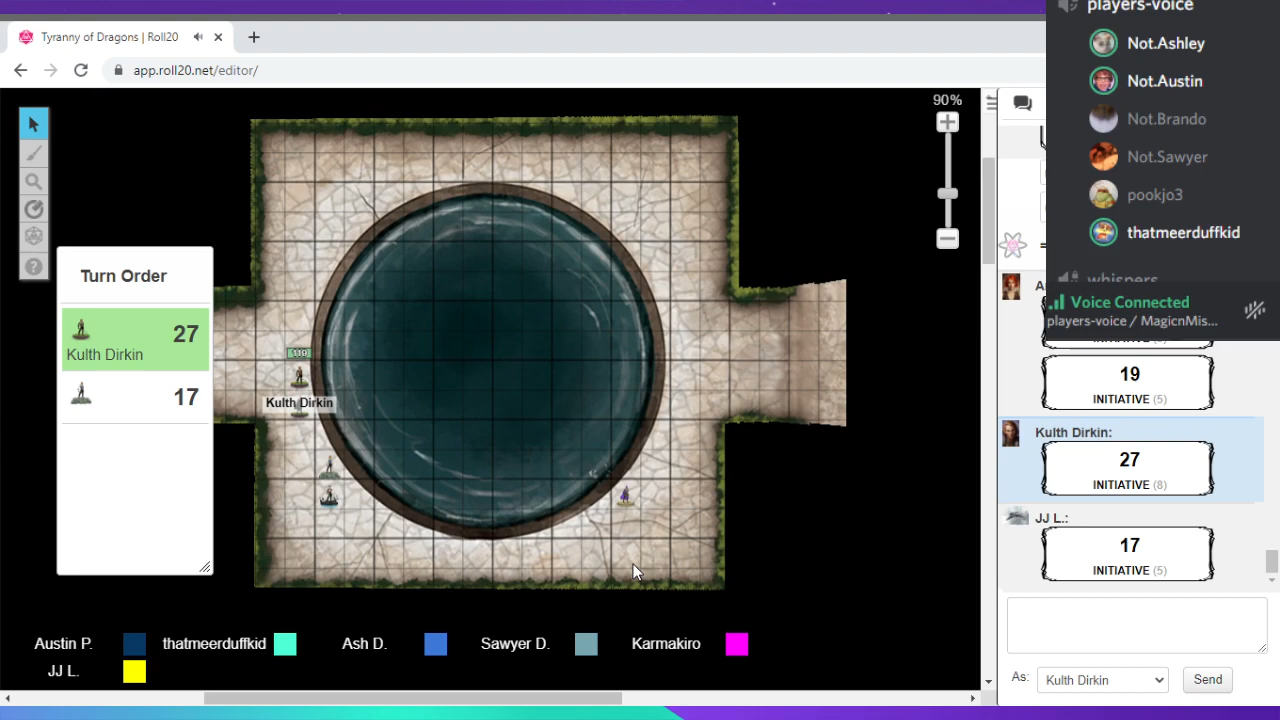 players-voice
Tyranny of Dragons | Roll20
Not.Ashley
app.roll20.net/editor/
Not.Austin
90%
Not.Brando
Not.Sawyer
pookjo3
thatmeerduffkid
whispers
Turn Order
Voice Connected
players-voice / MagicnMis...
27
Kulth Dirkin
17
119
Kulth Dirkin
19
INITIATIVE (5)
Kulth Dirkin:
27
INITIATIVE (8)
JJ L.:
17
INITIATIVE (5)
Austin P.
thatmeerduffkid
Ash D.
Sawyer D.
Karmakiro
JJ L.
As:
Kulth Dirkin
Send